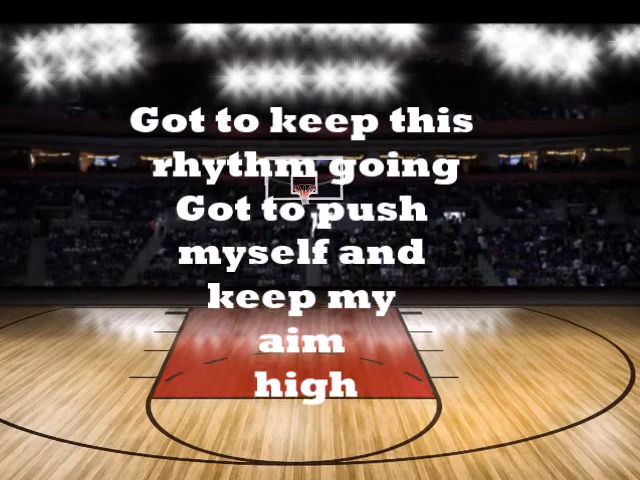 Got to keep this
rhythm going
Got to push
myself and
keep my
aim
high